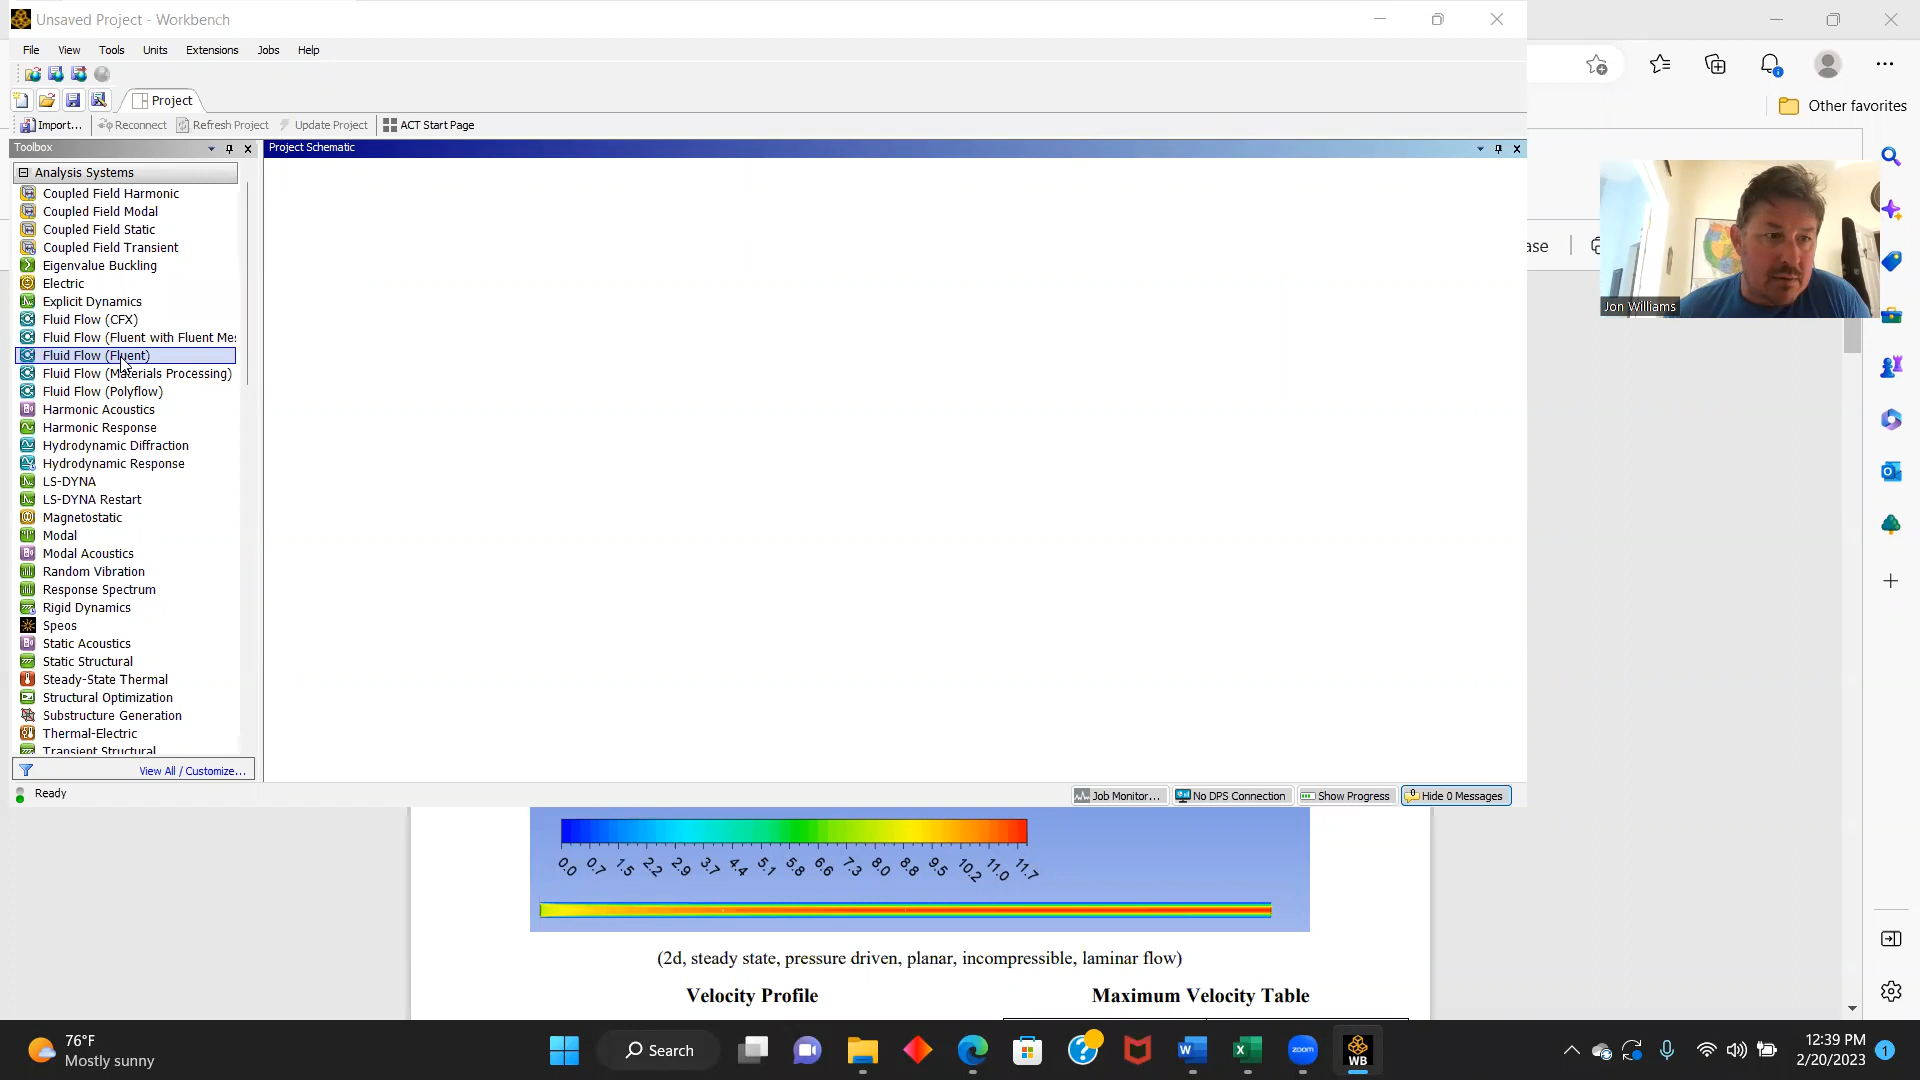 Unsaved Project - Workbench
File View Tools Units Extensions Jobs Help
Project
Import... Reconnect Refresh Project Update Project ACT Start Page
Other favorites
Toolbox
Project Schematic
Analysis Systems
Coupled Field Harmonic
Coupled Field Modal
Coupled Field Static
Coupled Field Transient
Eigenvalue Buckling
Electric
Explicit Dynamics
Fluid Flow (CFX)
Fluid Flow (Fluent with Fluent Me
Fluid Flow (Fluent)
Fluid Flow (Materials Processing)
Fluid Flow (Polyflow)
Harmonic Acoustics
Harmonic Response
Hydrodynamic Diffraction
Hydrodynamic Response
LS-DYNA
LS-DYNA Restart
Magnetostatic
Modal
Modal Acoustics
Random Vibration
Response Spectrum
Rigid Dynamics
Speos
Static Acoustics
Static Structural
Steady-State Thermal
Structural Optimization
Substructure Generation
Thermal-Electric
Transient Structural
View All / Customize...
Ready
Job Monitor... No DPS Connection Show Progress Hide 0 Messages
ase
Jon Williams
0.0 0.7 1.5 2.2 2.9 3.7 4.4 5.1 5.8 6.6 7.3 8.0 8.8 9.5 10.2 11.0 11.7
(2d, steady state, pressure driven, planar, incompressible, laminar flow)
Velocity Profile Maximum Velocity Table
76°F
Mostly sunny
Search
W
X
zoom
WB
12:39 PM
2/20/2023
1